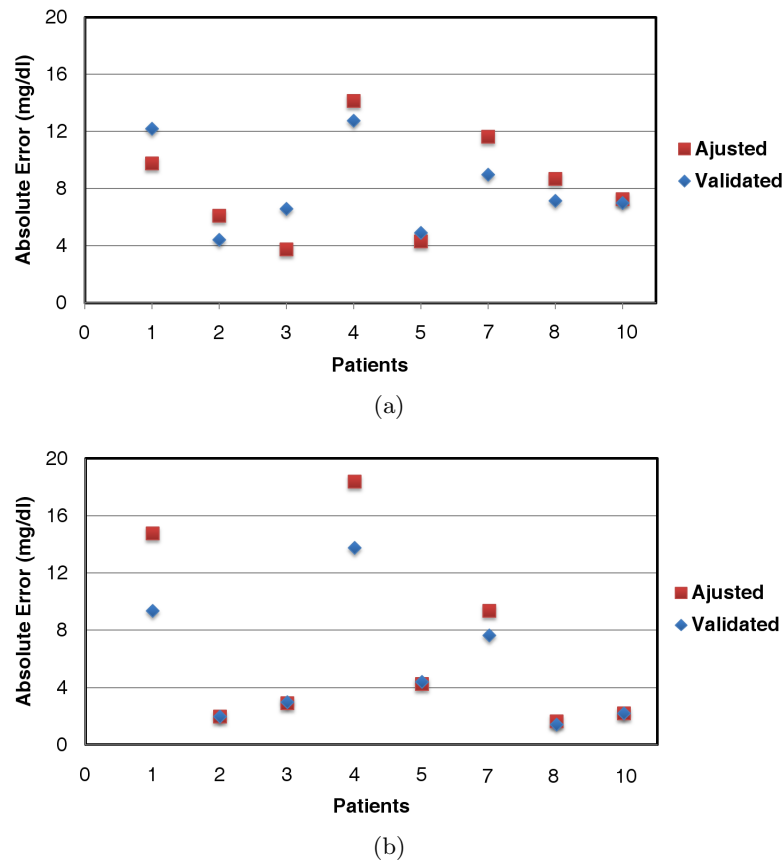 20
16
12
8
4
0
Absolute Error (mg/dl)
0 1 2 3 4 5 7 8 10
Patients
Ajusted
Validated
(a)
20
16
12
8
4
0
Absolute Error (mg/dl)
0 1 2 3 4 5 7 8 10
Patients
Ajusted
Validated
(b)